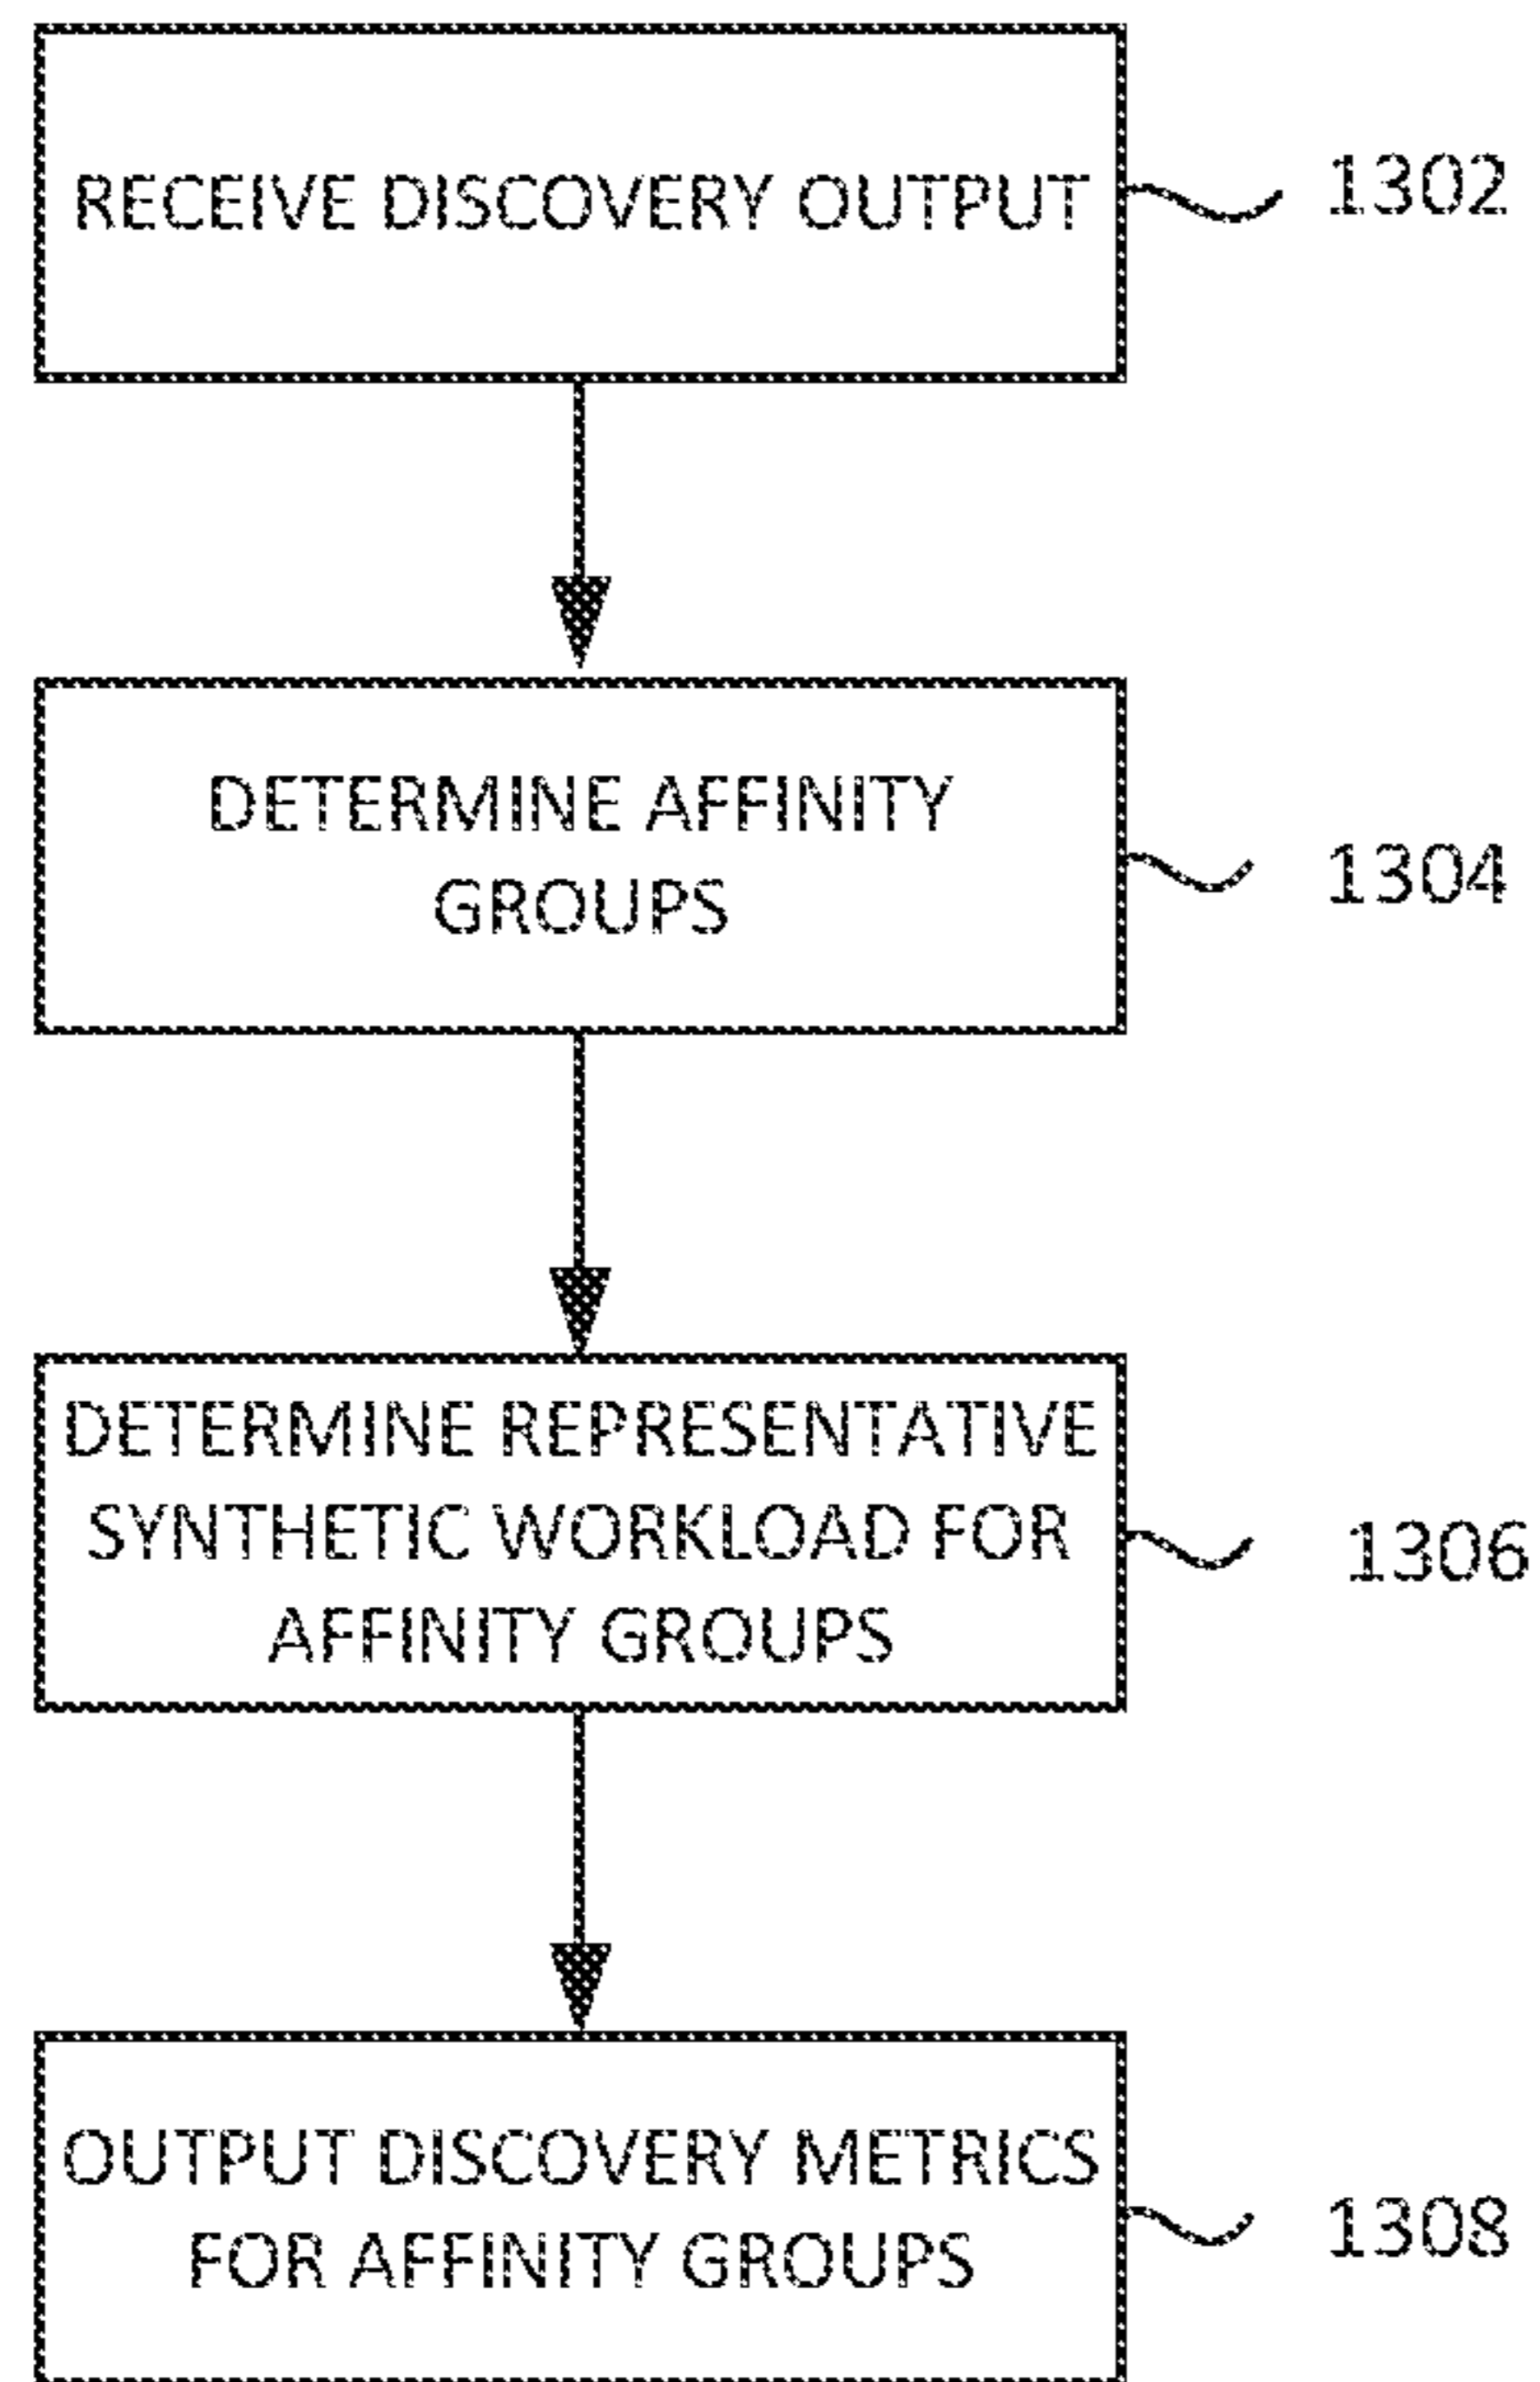 RECEIVE DISCOVERY OUTPUT
1302
DETERMINE AFFINITY
GROUPS
1304
DETERMINE REPRESENTATIVE
SYNTHETIC WORKLOAD FOR
AFFINITY GROUPS
1306
OUTPUT DISCOVERY METRICS
FOR AFFINITY GROUPS
1308